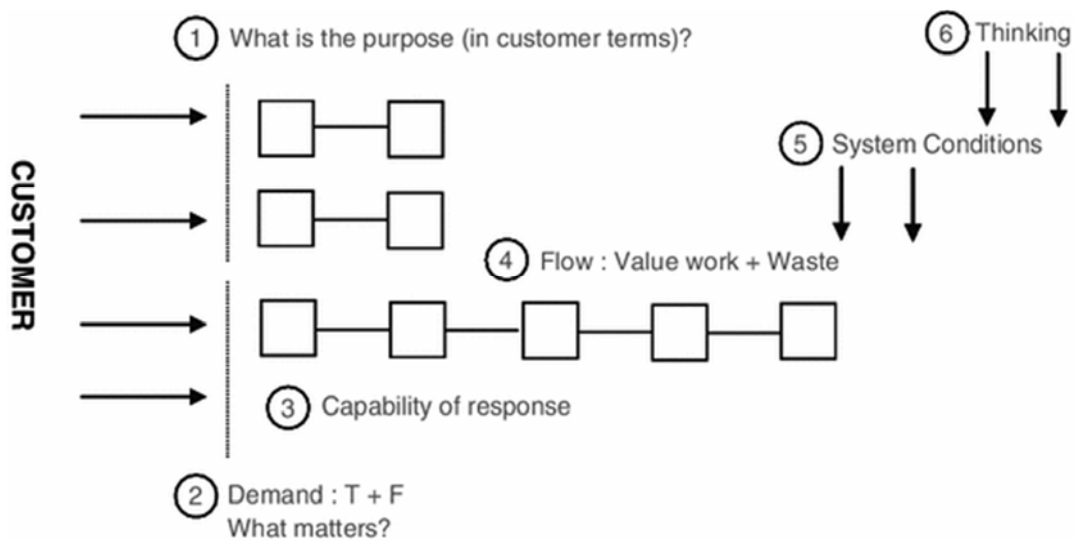 1 What is the purpose (in customer terms)?
6 Thinking
5 System Conditions
CUSTOMER
4 Flow : Value work + Waste
3 Capability of response
2 Demand : T + F
What matters?